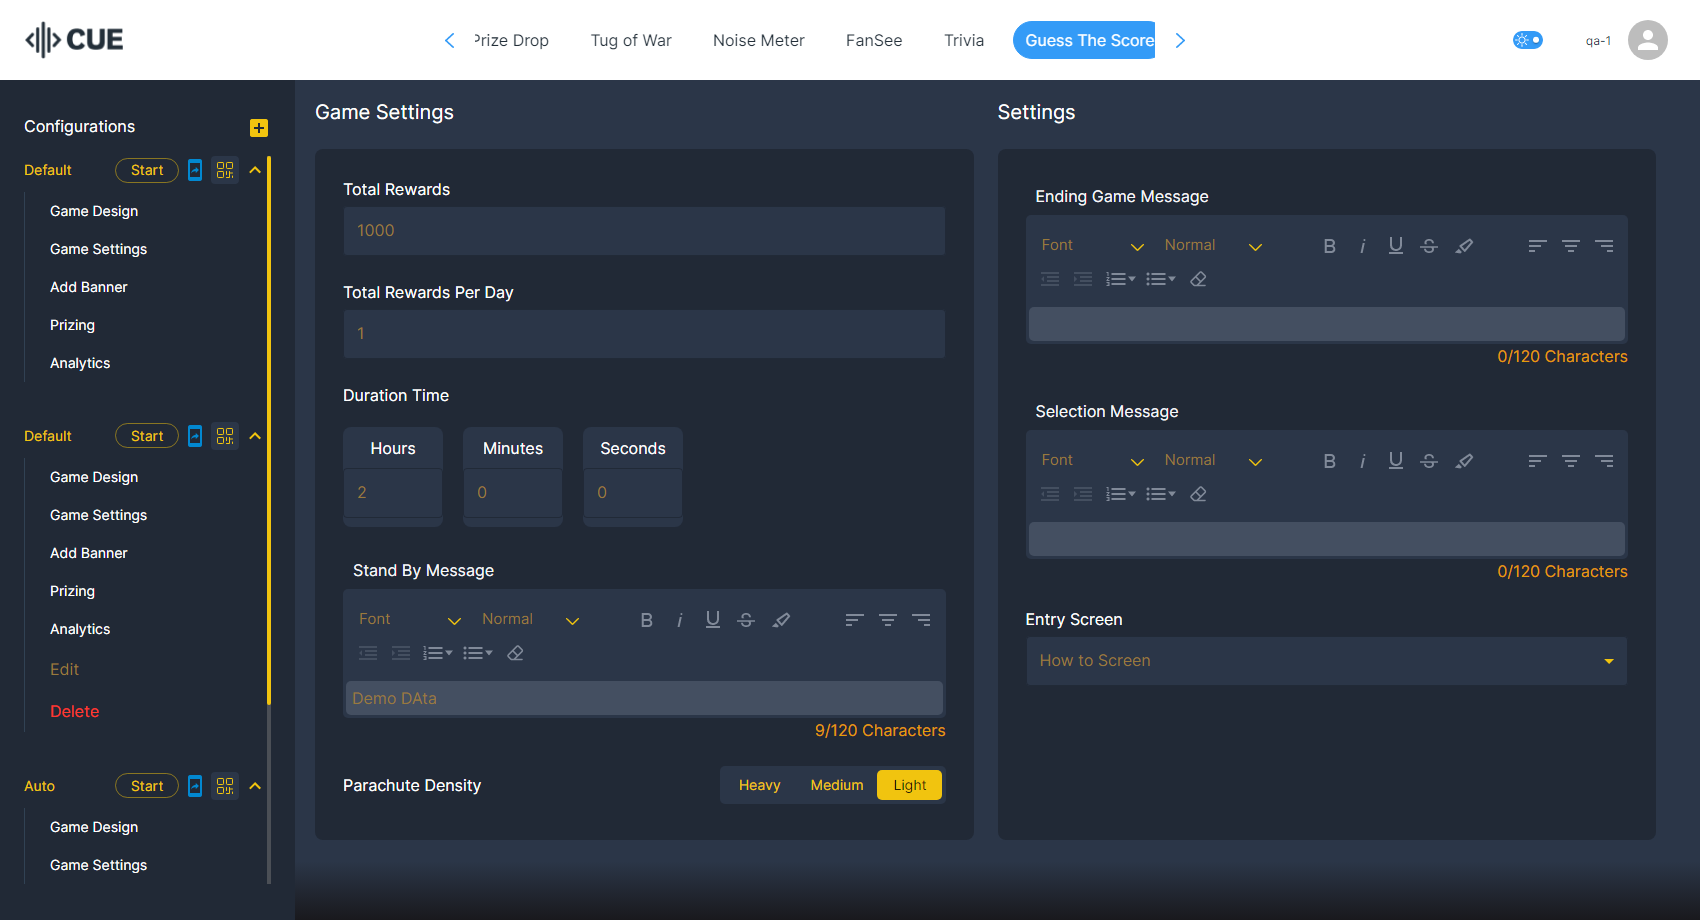 CUE
Prize Drop
Tug of War
Noise Meter
FanSee
Trivia
Guess The Score
qa-1
Configurations
Default
Start
Game Design
Game Settings
Add Banner
Prizing
Analytics
Default
Start
Game Design
Game Settings
Add Banner
Prizing
Analytics
Edit
Delete
Auto
Start
Game Design
Game Settings
Game Settings
Total Rewards
1000
Total Rewards Per Day
1
Duration Time
Hours Minutes Seconds
2 0 0
Stand By Message
Font Normal
Demo DAta
9/120 Characters
Parachute Density
Heavy Medium Light
Settings
Ending Game Message
Font Normal
0/120 Characters
Selection Message
Font Normal
0/120 Characters
Entry Screen
How to Screen